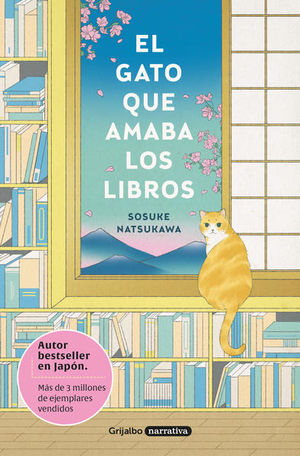 EL
GATO
QUE
AMABA
LOS
LIBROS
SOSUKE
NATSUKAWA
Autor
bestseller
en Japón.
Más de 3 millones
de ejemplares
vendidos
Grijalbo narrativa